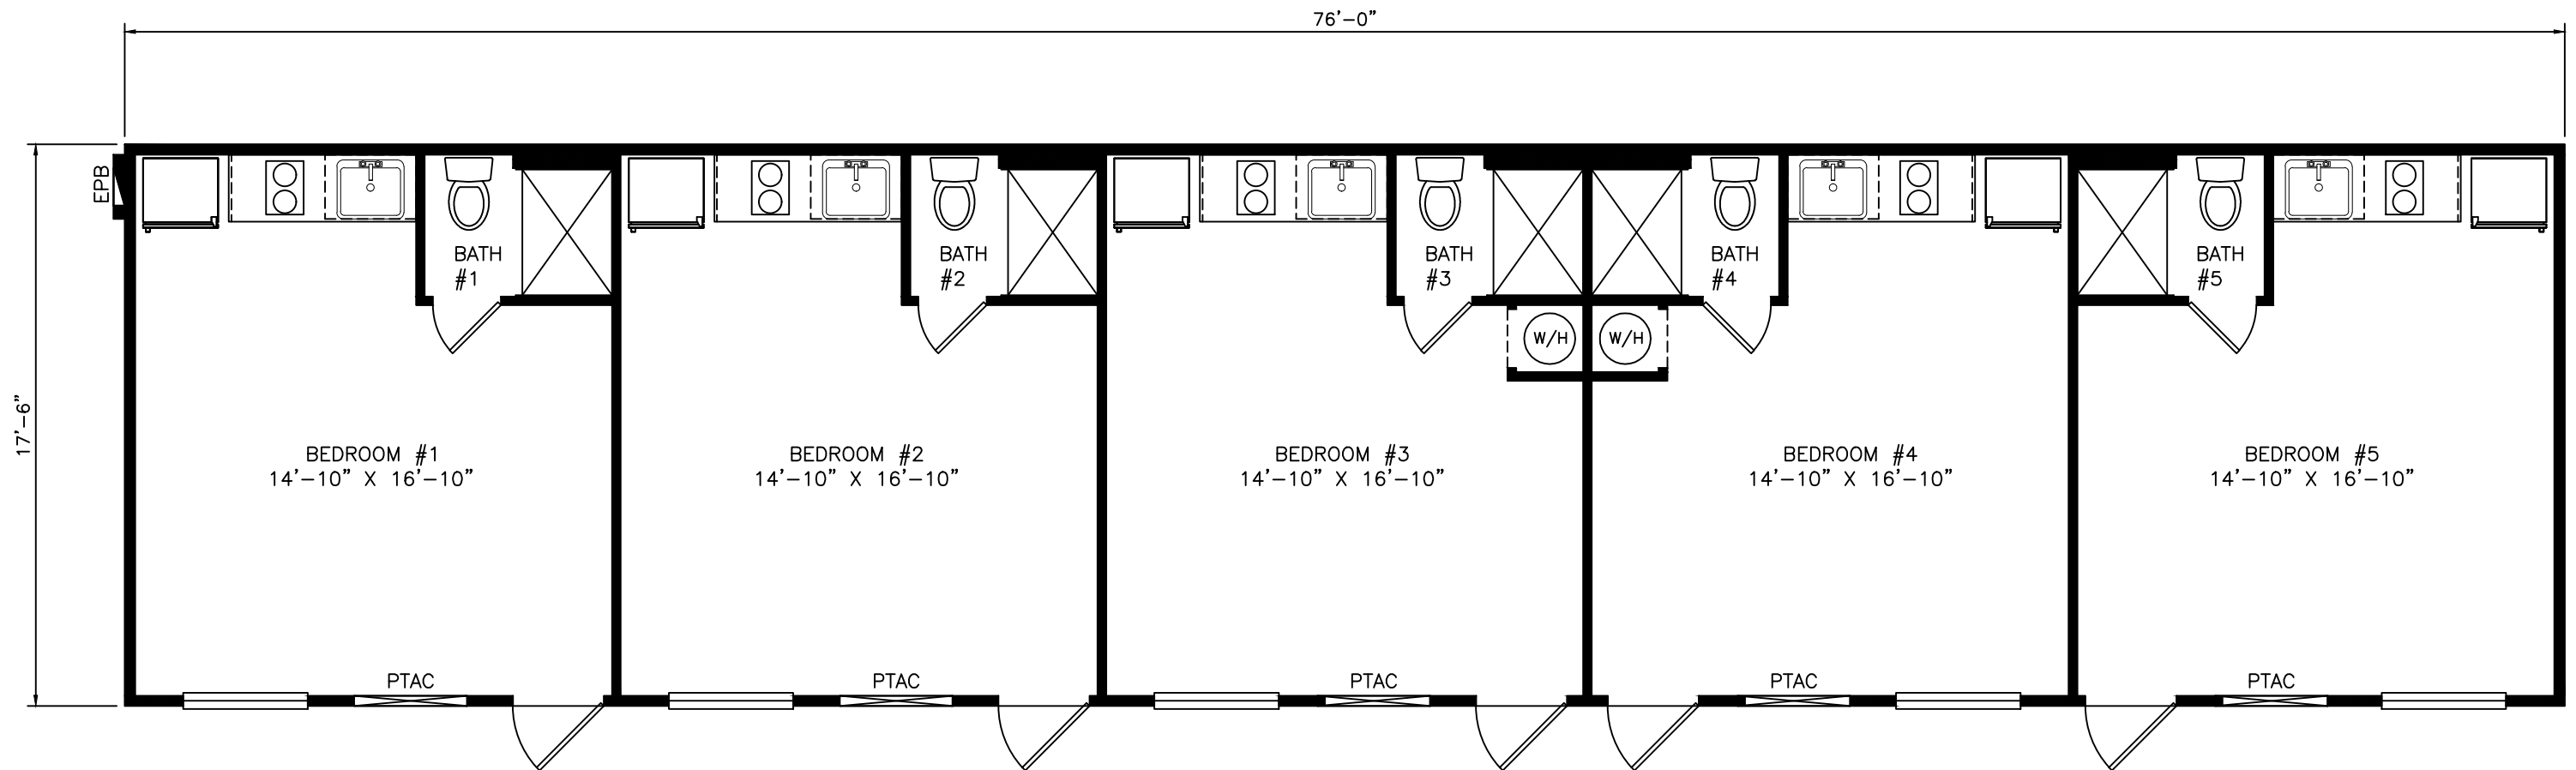 76'-0"
EPB
17'-6"
BATH
#1
BATH
#2
BATH
#3
BATH
#4
BATH
#5
W/H
W/H
BEDROOM #1
14'-10" X 16'-10"
BEDROOM #2
14'-10" X 16'-10"
BEDROOM #3
14'-10" X 16'-10"
BEDROOM #4
14'-10" X 16'-10"
BEDROOM #5
14'-10" X 16'-10"
PTAC
PTAC
PTAC
PTAC
PTAC